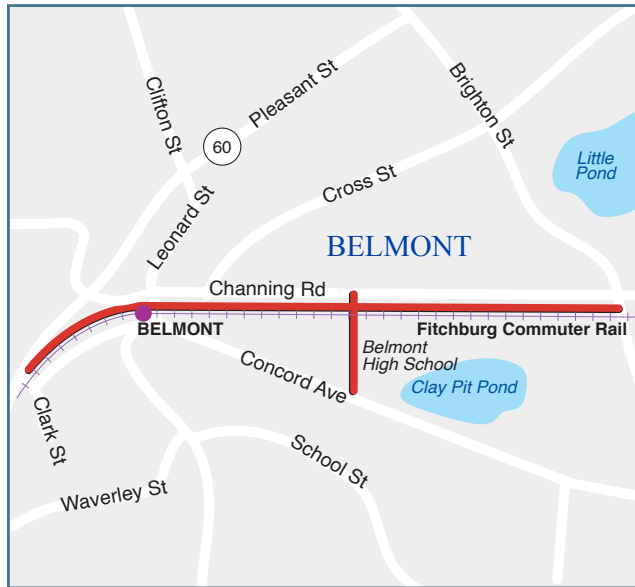 Clifton St
Pleasant St
Brighton St
60
Little
Pond
Cross St
Leonard St
BELMONT
Channing Rd
BELMONT
Fitchburg Commuter Rail
Belmont
High School
Concord Ave
Clay Pit Pond
Clark St
School St
Waverley St